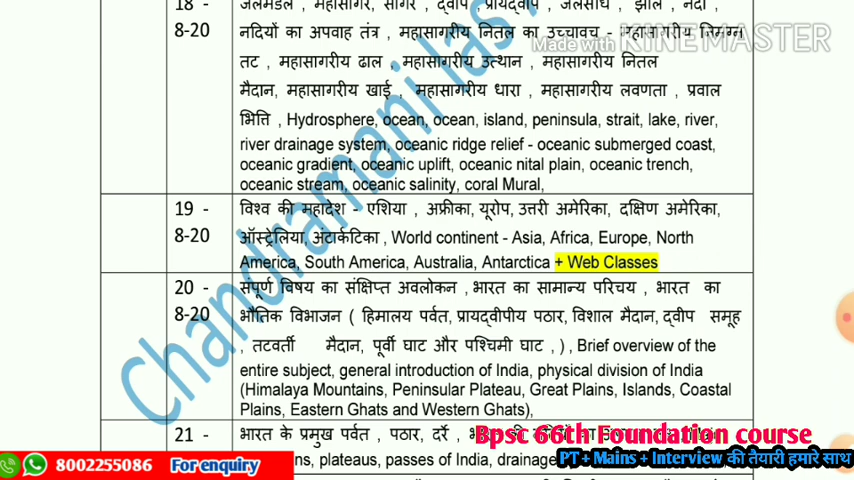 18
जलमंडल , महासागर, सागर , द्वीप , प्रायद्वीप , जलसंधि , झील , नदी ,
8-20
नदियों का अपवाह तंत्र , महासागरीय नितल का उच्चावच - महासागरीय निमग्न
तट , महासागरीय ढाल , महासागरीय उत्थान , महासागरीय नितल
मैदान, महासागरीय खाई , महासागरीय धारा , महासागरीय लवणता , प्रवाल
भित्ति , Hydrosphere, ocean, ocean, island, peninsula, strait, lake, river,
river drainage system, oceanic ridge relief - oceanic submerged coast,
oceanic gradient, oceanic uplift, oceanic nital plain, oceanic trench,
oceanic stream, oceanic salinity, coral Mural,
Made with KINEMASTER
19 -
8-20
विश्व की महादेश - एशिया , अफ्रीका, यूरोप, उत्तरी अमेरिका, दक्षिण अमेरिका,
ऑस्ट्रेलिया, अंटार्कटिका , World continent - Asia, Africa, Europe, North
America, South America, Australia, Antarctica + Web Classes
20 -
8-20
संपूर्ण विषय का संक्षिप्त अवलोकन , भारत का सामान्य परिचय , भारत का
भौतिक विभाजन ( हिमालय पर्वत, प्रायद्वीपीय पठार, विशाल मैदान, द्वीप समूह
, तटवर्ती मैदान, पूर्वी घाट और पश्चिमी घाट , ) , Brief overview of the
entire subject, general introduction of India, physical division of India
(Himalaya Mountains, Peninsular Plateau, Great Plains, Islands, Coastal
Plains, Eastern Ghats and Western Ghats),
21 -
भारत के प्रमुख पर्वत , पठार, दर्रे ,
plateaus, passes of India,
Chandramani Ias
Bpsc 66th Foundation course
8002255086 For enquiry
PT + Mains + Interview की तैयारी हमारे साथ